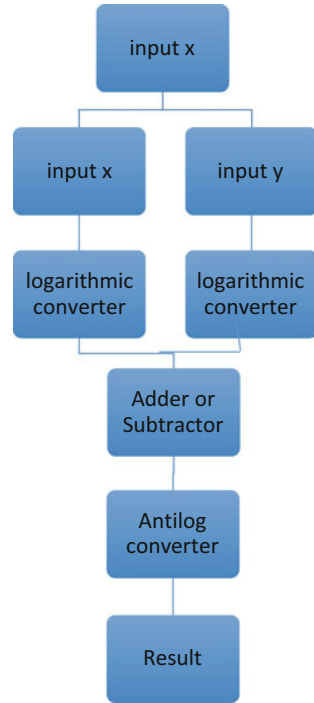 input x
input x
input y
logarithmic
converter
logarithmic
converter
Adder or
Subtractor
Antilog
converter
Result